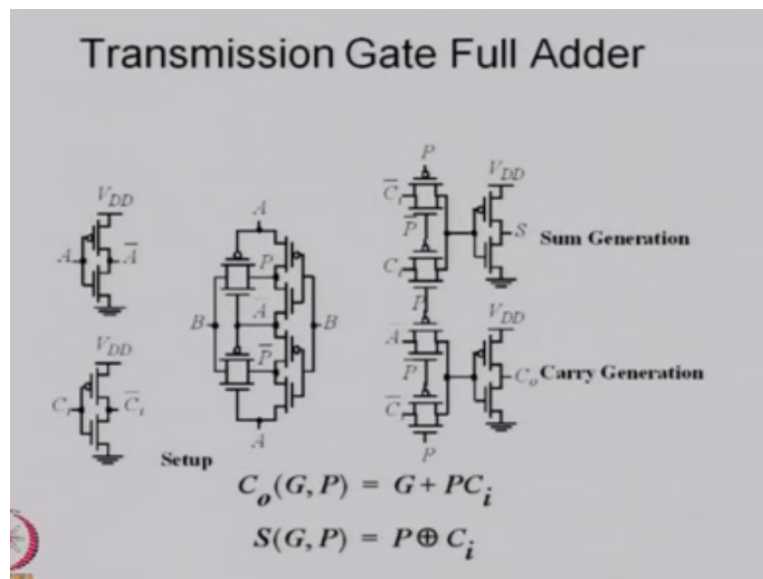 Transmission Gate Full Adder
V_DD
A
A̅
V_DD
C_i
C̅_i
Setup
A
P
B
A̅
B
P̅
A
P
C̅_i
P̅
C_i
P
V_DD
S
Sum Generation
A̅
P̅
C̅_i
P
V_DD
C_o
Carry Generation
C_o(G, P) = G + PC_i
S(G, P) = P ⊕ C_i